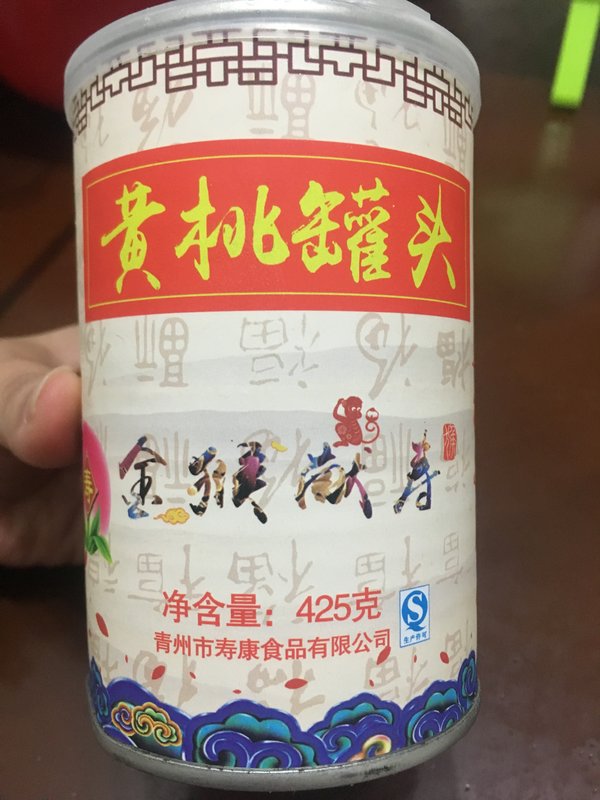 黄桃罐头
金猴献寿
寿
净含量：425克
青州市寿康食品有限公司
生产许可